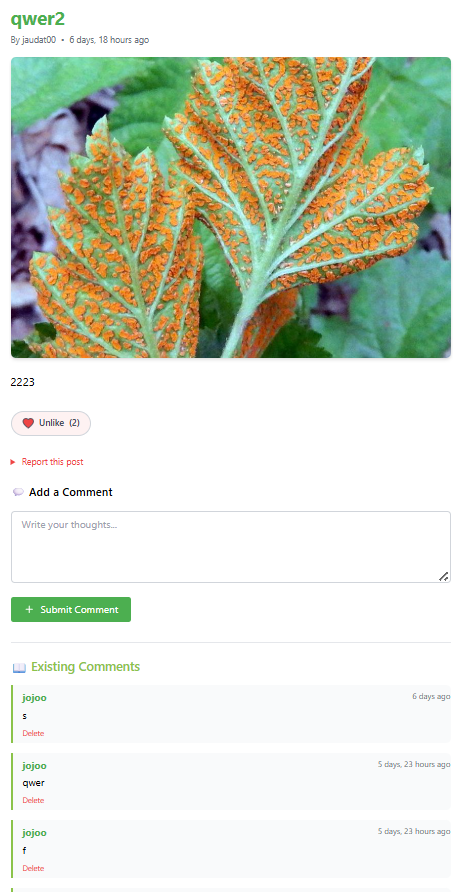 qwer2
By jaudat00 • 6 days, 18 hours ago
2223
Unlike (2)
Report this post
Add a Comment
Write your thoughts...
+ Submit Comment
Existing Comments
jojoo 6 days ago
s
Delete
jojoo 5 days, 23 hours ago
qwer
Delete
jojoo 5 days, 23 hours ago
f
Delete